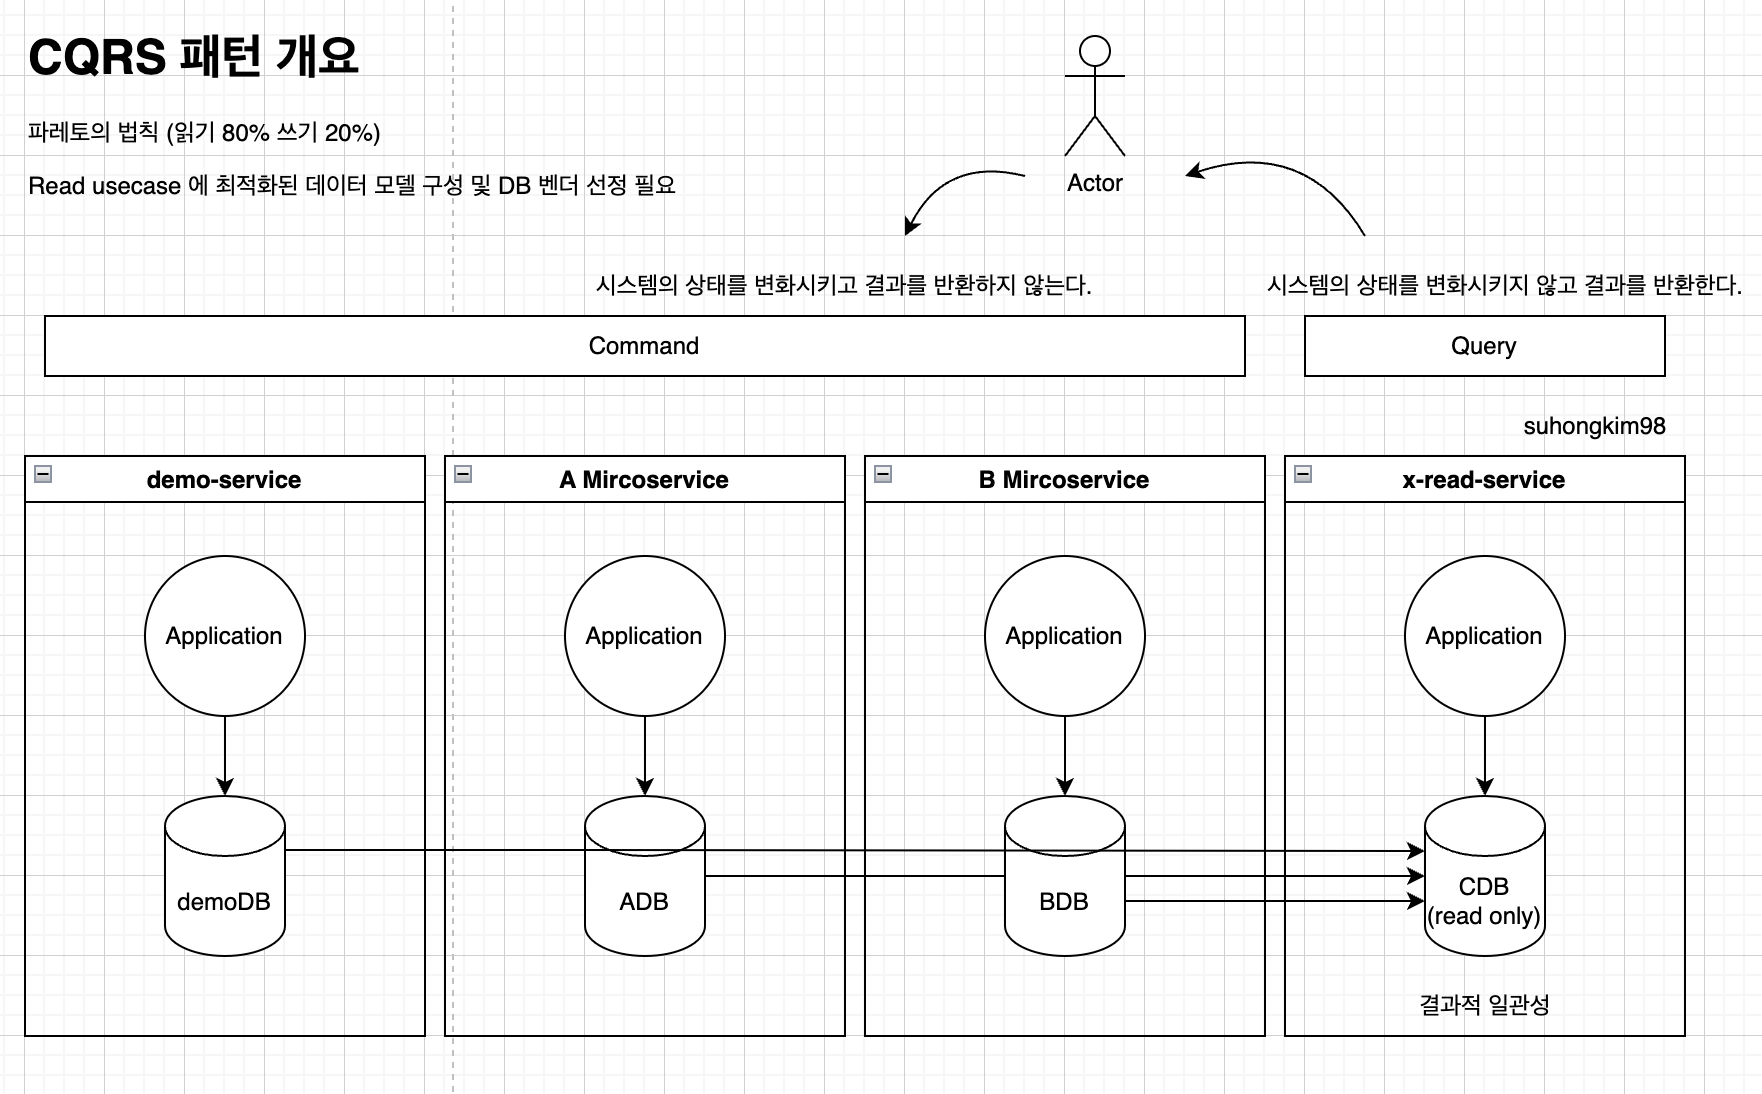 CQRS 패턴 개요
파레토의 법칙 (읽기 80% 쓰기 20%)
Read usecase 에 최적화된 데이터 모델 구성 및 DB 벤더 선정 필요
Actor
시스템의 상태를 변화시키고 결과를 반환하지 않는다.
시스템의 상태를 변화시키지 않고 결과를 반환한다.
Command
Query
suhongkim98
demo-service
A Mircoservice
B Mircoservice
x-read-service
Application
Application
Application
Application
demoDB
ADB
BDB
CDB
(read only)
결과적 일관성